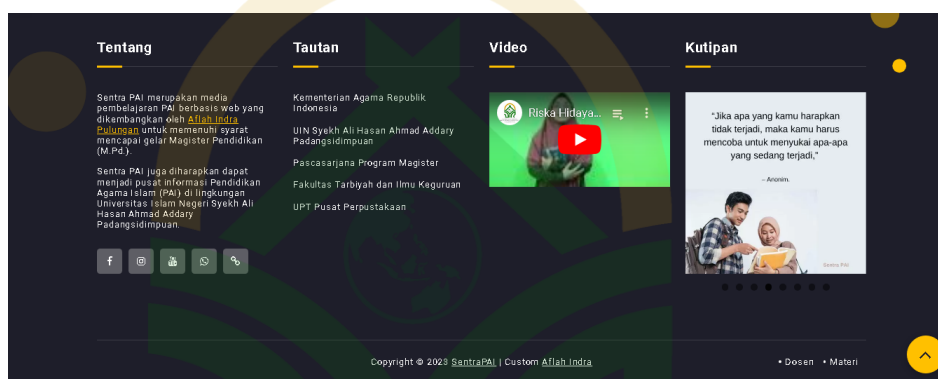 Tentang
Sentra PAI merupakan media
pembelajaran PAI berbasis web yang
dikembangkan oleh Aflah Indra
Pulungan untuk memenuhi syarat
mencapai gelar Magister Pendidikan
(M.Pd.).
Sentra PAI juga diharapkan dapat
menjadi pusat informasi Pendidikan
Agama Islam (PAI) di lingkungan
Universitas Islam Negeri Syekh Ali
Hasan Ahmad Addary
Padangsidimpuan.
Tautan
Kementerian Agama Republik
Indonesia
UIN Syekh Ali Hasan Ahmad Addary
Padangsidimpuan
Pascasarjana Program Magister
Fakultas Tarbiyah dan Ilmu Keguruan
UPT Pusat Perpustakaan
Video
Riska Hidaya...
Kutipan
"Jika apa yang kamu harapkan
tidak terjadi, maka kamu harus
mencoba untuk menyukai apa-apa
yang sedang terjadi,"
– Anonim.
Sentra PAI
Copyright © 2023 SentraPAI | Custom Aflah Indra
• Dosen • Materi